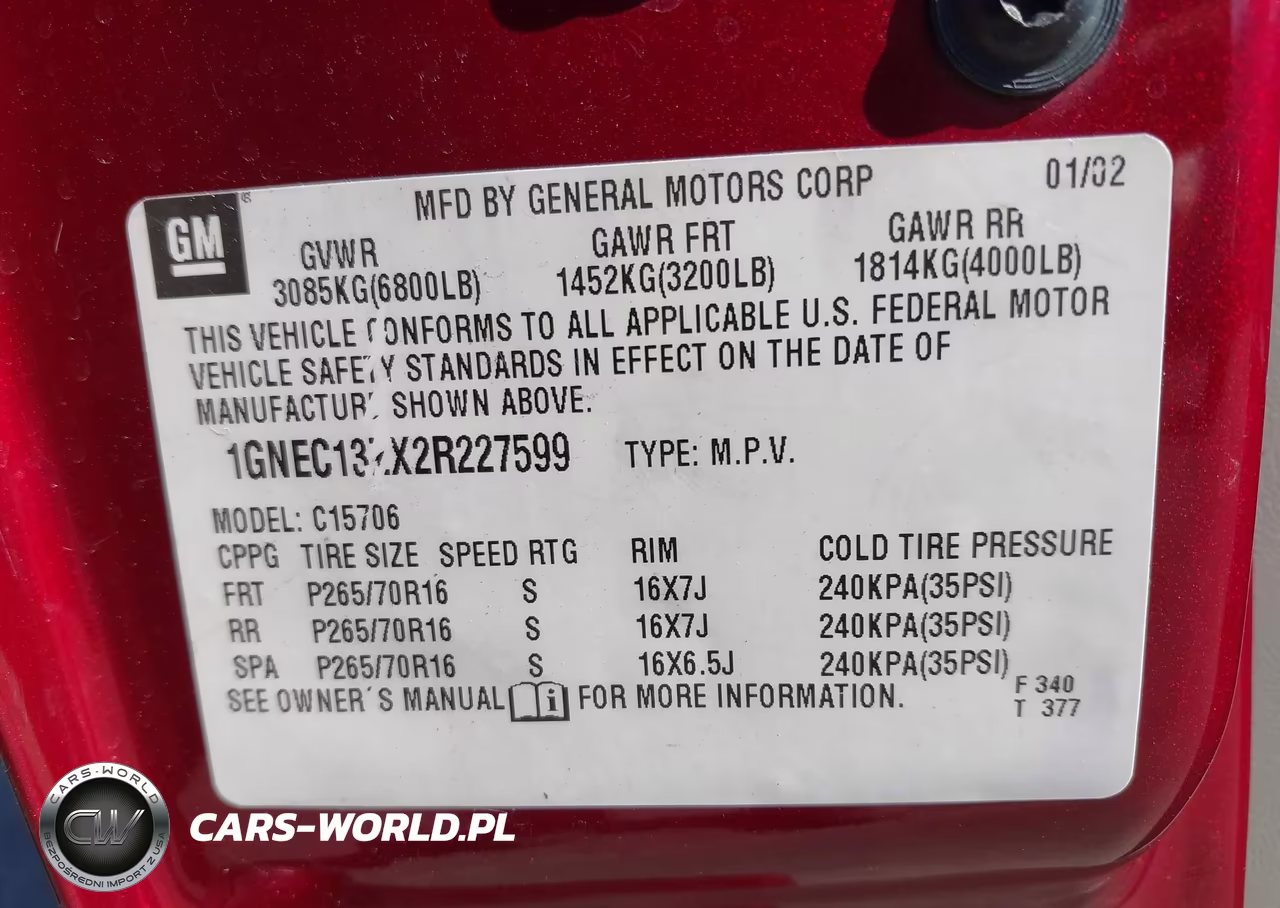 GM
MFD BY GENERAL MOTORS CORP 01/02
GVWR GAWR FRT GAWR RR
3085KG(6800LB) 1452KG(3200LB) 1814KG(4000LB)
THIS VEHICLE CONFORMS TO ALL APPLICABLE U.S. FEDERAL MOTOR
VEHICLE SAFETY STANDARDS IN EFFECT ON THE DATE OF
MANUFACTURE SHOWN ABOVE.
TYPE: M.P.V.
MODEL: C15706
CPPG TIRE SIZE SPEED RTG RIM COLD TIRE PRESSURE
FRT P265/70R16 S 16X7J 240KPA(35PSI)
RR P265/70R16 S 16X7J 240KPA(35PSI)
SPA P265/70R16 S 16X6.5J 240KPA(35PSI)
SEE OWNER'S MANUAL i FOR MORE INFORMATION.
F 340
T 377
CARS-WORLD
CW
BEZPOŚREDNI IMPORT Z USA
CARS-WORLD.PL